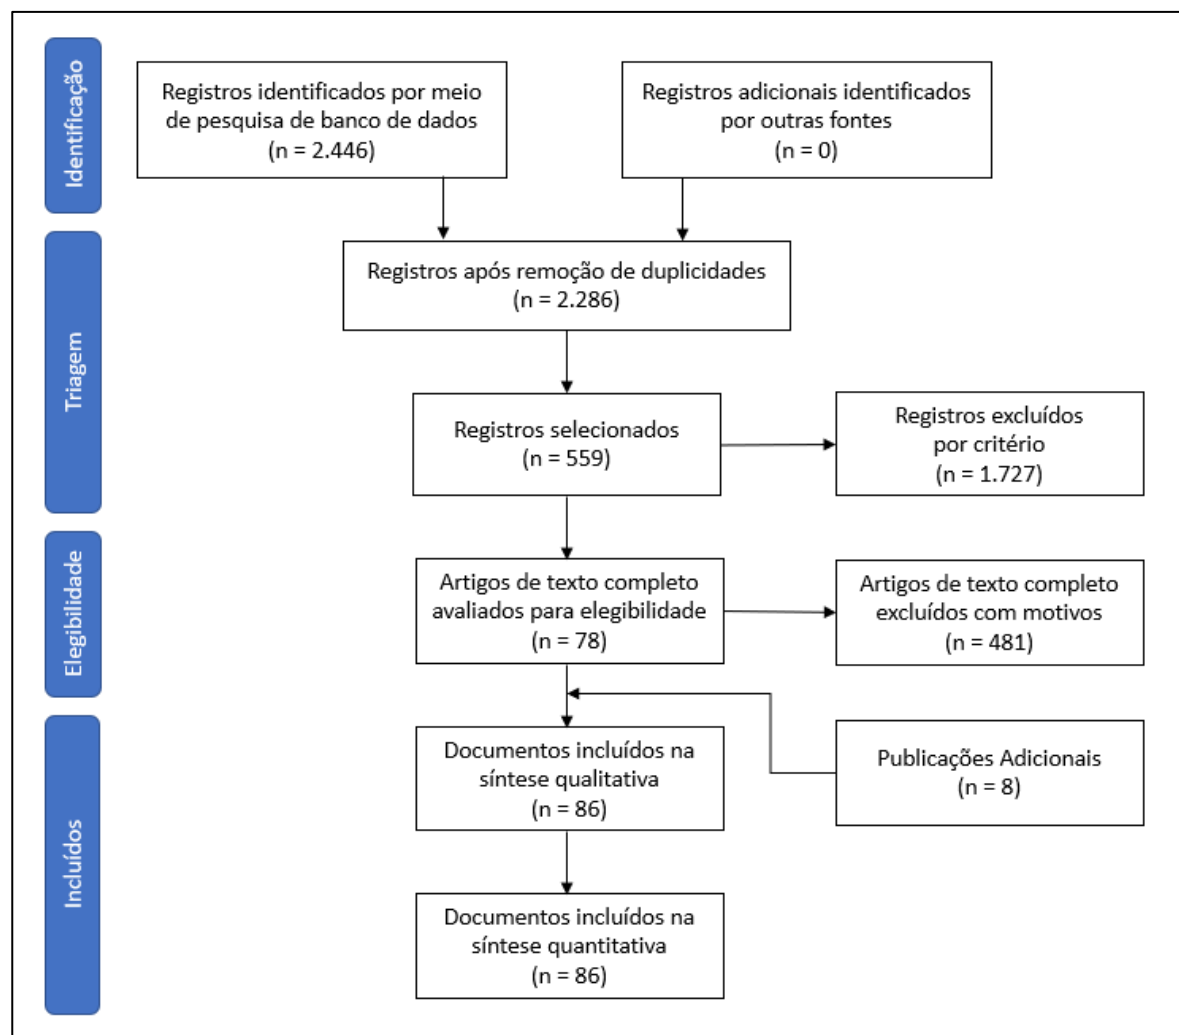 Identificação
Registros identificados por meio
de pesquisa de banco de dados
(n = 2.446)
Registros adicionais identificados
por outras fontes
(n = 0)
Triagem
Registros após remoção de duplicidades
(n = 2.286)
Registros selecionados
(n = 559)
Registros excluídos
por critério
(n = 1.727)
Elegibilidade
Artigos de texto completo
avaliados para elegibilidade
(n = 78)
Artigos de texto completo
excluídos com motivos
(n = 481)
Incluídos
Documentos incluídos na
síntese qualitativa
(n = 86)
Publicações Adicionais
(n = 8)
Documentos incluídos na
síntese quantitativa
(n = 86)